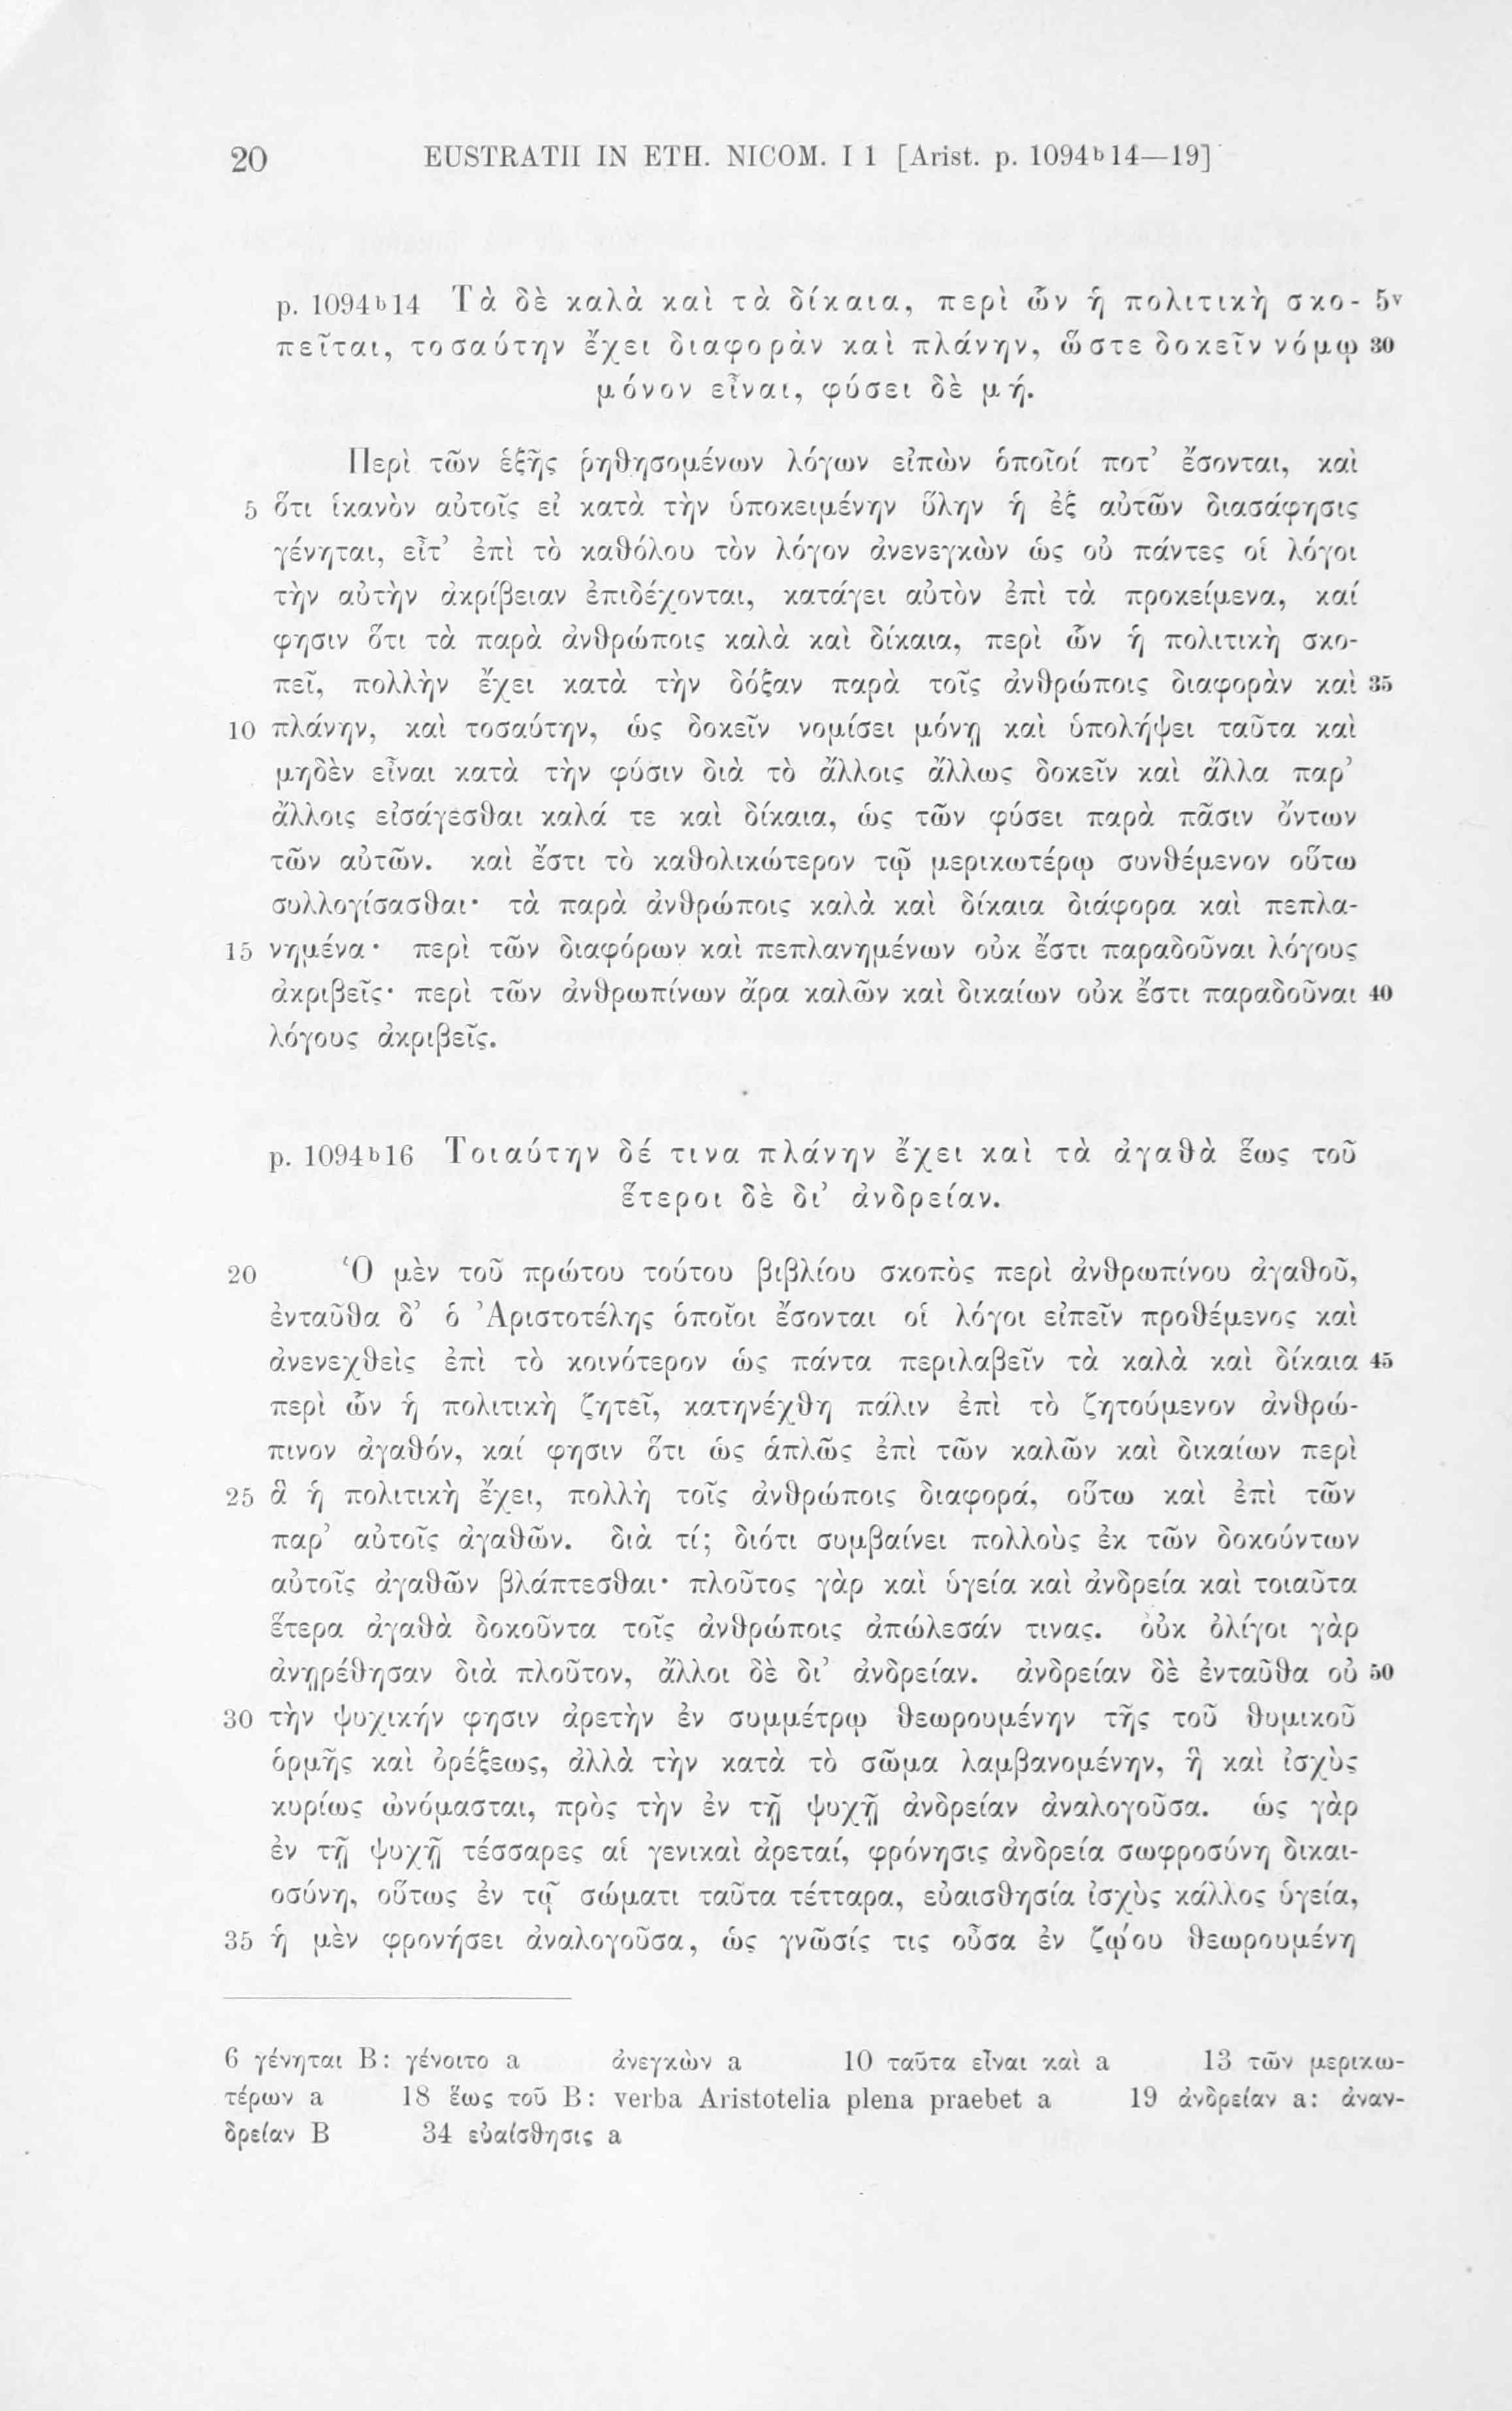 20 EUSTRATII IN ETH. NICOM. I 1 [Arist. p. 1094ᵇ14—19]
p. 1094ᵇ14 Τὰ δὲ καλὰ καὶ τὰ δίκαια, περὶ ὧν ἡ πολιτικὴ σκο- 5ᵛ
πεῖται, τοσαύτην ἔχει διαφορὰν καὶ πλάνην, ὥστε δοκεῖν νόμῳ 30
μόνον εἶναι, φύσει δὲ μή.
Περὶ τῶν ἑξῆς ῥηθησομένων λόγων εἰπὼν ὁποῖοί ποτ’ ἔσονται, καὶ
5 ὅτι ἱκανὸν αὐτοῖς εἰ κατὰ τὴν ὑποκειμένην ὕλην ἡ ἐξ αὐτῶν διασάφησις
γένηται, εἶτ’ ἐπὶ τὸ καθόλου τὸν λόγον ἀνενεγκὼν ὡς οὐ πάντες οἱ λόγοι
τὴν αὐτὴν ἀκρίβειαν ἐπιδέχονται, κατάγει αὐτὸν ἐπὶ τὰ προκείμενα, καί
φησιν ὅτι τὰ παρὰ ἀνθρώποις καλὰ καὶ δίκαια, περὶ ὧν ἡ πολιτικὴ σκο-
πεῖ, πολλὴν ἔχει κατὰ τὴν δόξαν παρὰ τοῖς ἀνθρώποις διαφορὰν καὶ 35
10 πλάνην, καὶ τοσαύτην, ὡς δοκεῖν νομίσει μόνῃ καὶ ὑπολήψει ταῦτα καὶ
μηδὲν εἶναι κατὰ τὴν φύσιν διὰ τὸ ἄλλοις ἄλλως δοκεῖν καὶ ἄλλα παρ’
ἄλλοις εἰσάγεσθαι καλά τε καὶ δίκαια, ὡς τῶν φύσει παρὰ πᾶσιν ὄντων
τῶν αὐτῶν. καὶ ἔστι τὸ καθολικώτερον τῷ μερικωτέρῳ συνθέμενον οὕτω
συλλογίσασθαι· τὰ παρὰ ἀνθρώποις καλὰ καὶ δίκαια διάφορα καὶ πεπλα-
15 νημένα· περὶ τῶν διαφόρων καὶ πεπλανημένων οὐκ ἔστι παραδοῦναι λόγους
ἀκριβεῖς· περὶ τῶν ἀνθρωπίνων ἄρα καλῶν καὶ δικαίων οὐκ ἔστι παραδοῦναι 40
λόγους ἀκριβεῖς.
p. 1094ᵇ16 Τοιαύτην δέ τινα πλάνην ἔχει καὶ τὰ ἀγαθὰ ἕως τοῦ
ἕτεροι δὲ δι’ ἀνδρείαν.
20 Ὁ μὲν τοῦ πρώτου τούτου βιβλίου σκοπὸς περὶ ἀνθρωπίνου ἀγαθοῦ,
ἐνταῦθα δ’ ὁ Ἀριστοτέλης ὁποῖοι ἔσονται οἱ λόγοι εἰπεῖν προθέμενος καὶ
ἀνενεχθεὶς ἐπὶ τὸ κοινότερον ὡς πάντα περιλαβεῖν τὰ καλὰ καὶ δίκαια 45
περὶ ὧν ἡ πολιτικὴ ζητεῖ, κατηνέχθη πάλιν ἐπὶ τὸ ζητούμενον ἀνθρώ-
πινον ἀγαθόν, καί φησιν ὅτι ὡς ἁπλῶς ἐπὶ τῶν καλῶν καὶ δικαίων περὶ
25 ἃ ἡ πολιτικὴ ἔχει, πολλὴ τοῖς ἀνθρώποις διαφορά, οὕτω καὶ ἐπὶ τῶν
παρ’ αὐτοῖς ἀγαθῶν. διὰ τί; διότι συμβαίνει πολλοὺς ἐκ τῶν δοκούντων
αὐτοῖς ἀγαθῶν βλάπτεσθαι· πλοῦτος γὰρ καὶ ὑγεία καὶ ἀνδρεία καὶ τοιαῦτα
ἕτερα ἀγαθὰ δοκοῦντα τοῖς ἀνθρώποις ἀπώλεσάν τινας. οὐκ ὀλίγοι γὰρ
ἀνῃρέθησαν διὰ πλοῦτον, ἄλλοι δὲ δι’ ἀνδρείαν. ἀνδρείαν δὲ ἐνταῦθα οὐ 50
30 τὴν ψυχικήν φησιν ἀρετὴν ἐν συμμέτρῳ θεωρουμένην τῆς τοῦ θυμικοῦ
ὁρμῆς καὶ ὀρέξεως, ἀλλὰ τὴν κατὰ τὸ σῶμα λαμβανομένην, ἣ καὶ ἰσχὺς
κυρίως ὠνόμασται, πρὸς τὴν ἐν τῇ ψυχῇ ἀνδρείαν ἀναλογοῦσα. ὡς γὰρ
ἐν τῇ ψυχῇ τέσσαρες αἱ γενικαὶ ἀρεταί, φρόνησις ἀνδρεία σωφροσύνη δικαι-
οσύνη, οὕτως ἐν τῷ σώματι ταῦτα τέτταρα, εὐαισθησία ἰσχὺς κάλλος ὑγεία,
35 ἡ μὲν φρονήσει ἀναλογοῦσα, ὡς γνῶσίς τις οὖσα ἐν ζῴου θεωρουμένη
6 γένηται B: γένοιτο a ἀνεγκὼν a 10 ταῦτα εἶναι καὶ a 13 τῶν μερικω-
τέρων a 18 ἕως τοῦ B: verba Aristotelia plena praebet a 19 ἀνδρείαν a: ἀναν-
δρείαν B 34 εὐαίσθησις a